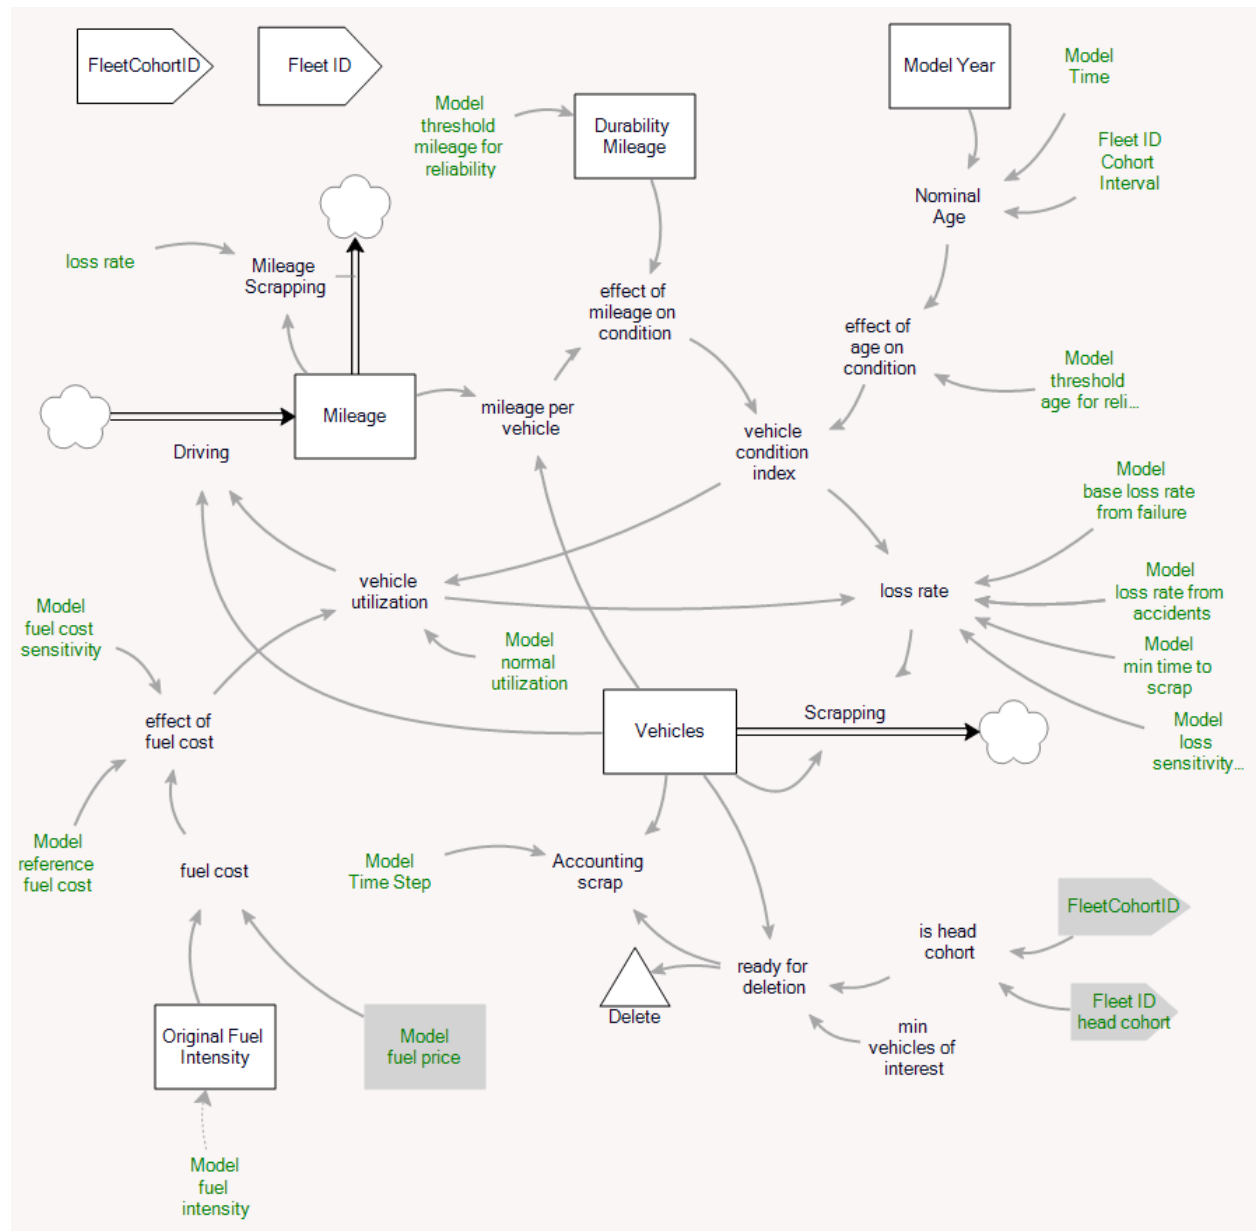 FleetCohortID
Fleet ID
Model Year
Model
Time
Model
threshold
mileage for
reliability
Durability
Mileage
Fleet ID
Cohort
Interval
Nominal
Age
loss rate
Mileage
Scrapping
effect of
mileage on
condition
effect of
age on
condition
Model
threshold
age for reli...
Mileage
mileage per
vehicle
Driving
vehicle
condition
index
Model
base loss rate
from failure
vehicle
utilization
loss rate
Model
loss rate from
accidents
Model
fuel cost
sensitivity
Model
normal
utilization
Model
min time to
scrap
effect of
fuel cost
Vehicles
Scrapping
Model
loss
sensitivity...
Model
reference
fuel cost
fuel cost
Model
Time Step
Accounting
scrap
FleetCohortID
is head
cohort
ready for
deletion
Delete
Fleet ID
head cohort
Original Fuel
Intensity
Model
fuel price
min
vehicles of
interest
Model
fuel
intensity